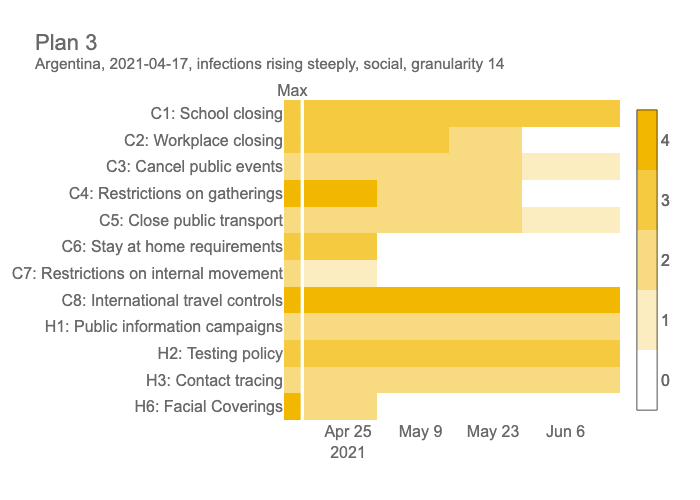 Plan 3
Argentina, 2021-04-17, infections rising steeply, social, granularity 14
Max
C1: School closing
C2: Workplace closing
C3: Cancel public events
C4: Restrictions on gatherings
C5: Close public transport
C6: Stay at home requirements
C7: Restrictions on internal movement
C8: International travel controls
H1: Public information campaigns
H2: Testing policy
H3: Contact tracing
H6: Facial Coverings
Apr 25 May 9 May 23 Jun 6
2021
4
3
2
1
0